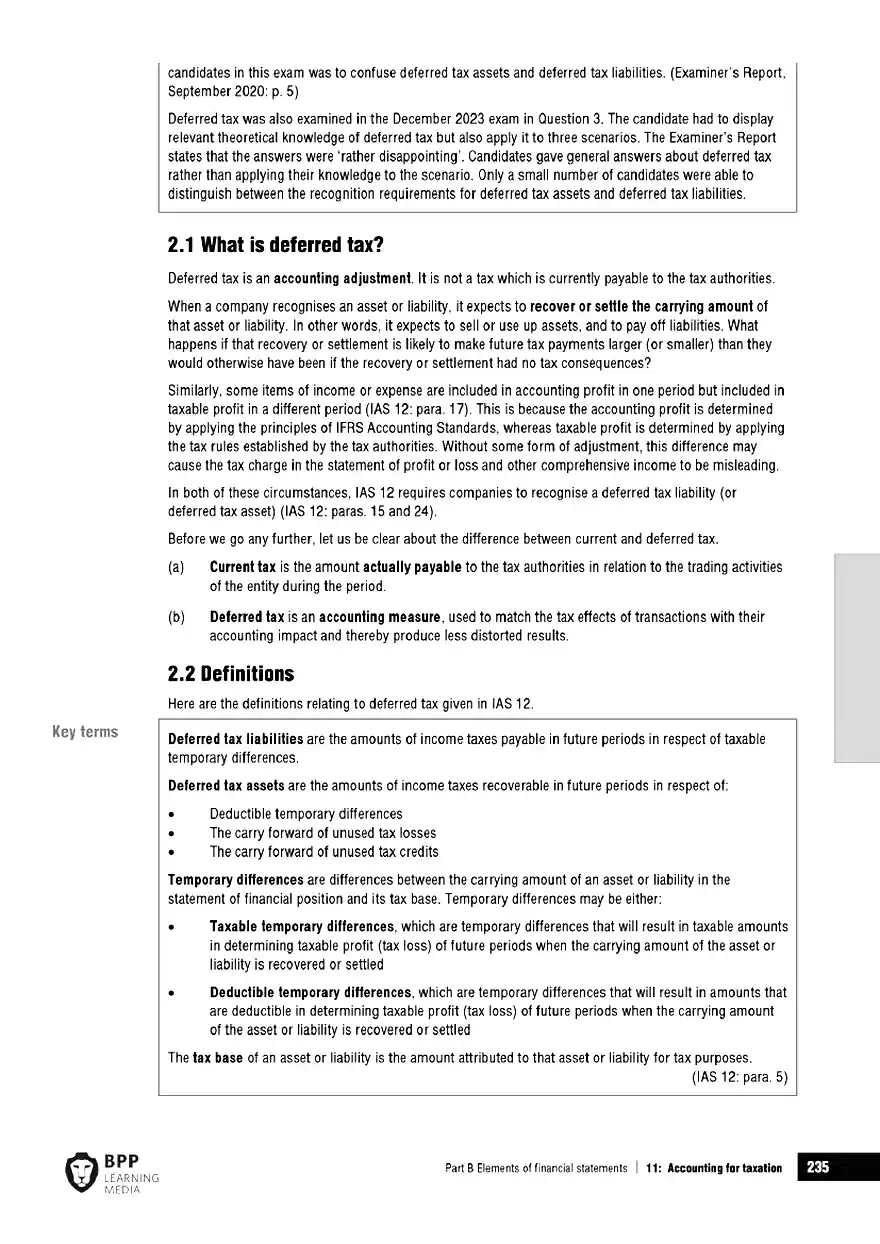 candidates in this exam was to confuse deferred tax assets and deferred tax liabilities. (Examiner's Report,
September 2020: p. 5)
Deferred tax was also examined in the December 2023 exam in Question 3. The candidate had to display
relevant theoretical knowledge of deferred tax but also apply it to three scenarios. The Examiner's Report
states that the answers were 'rather disappointing'. Candidates gave general answers about deferred tax
rather than applying their knowledge to the scenario. Only a small number of candidates were able to
distinguish between the recognition requirements for deferred tax assets and deferred tax liabilities.
2.1 What is deferred tax?
Deferred tax is an accounting adjustment. It is not a tax which is currently payable to the tax authorities.
When a company recognises an asset or liability, it expects to recover or settle the carrying amount of
that asset or liability. In other words, it expects to sell or use up assets, and to pay off liabilities. What
happens if that recovery or settlement is likely to make future tax payments larger (or smaller) than they
would otherwise have been if the recovery or settlement had no tax consequences?
Similarly, some items of income or expense are included in accounting profit in one period but included in
taxable profit in a different period (IAS 12: para. 17). This is because the accounting profit is determined
by applying the principles of IFRS Accounting Standards, whereas taxable profit is determined by applying
the tax rules established by the tax authorities. Without some form of adjustment, this difference may
cause the tax charge in the statement of profit or loss and other comprehensive income to be misleading.
In both of these circumstances, IAS 12 requires companies to recognise a deferred tax liability (or
deferred tax asset) (IAS 12: paras. 15 and 24).
Before we go any further, let us be clear about the difference between current and deferred tax.
(a) Current tax is the amount actually payable to the tax authorities in relation to the trading activities
of the entity during the period.
(b) Deferred tax is an accounting measure, used to match the tax effects of transactions with their
accounting impact and thereby produce less distorted results.
2.2 Definitions
Here are the definitions relating to deferred tax given in IAS 12.
Key terms
Deferred tax liabilities are the amounts of income taxes payable in future periods in respect of taxable
temporary differences.
Deferred tax assets are the amounts of income taxes recoverable in future periods in respect of:
• Deductible temporary differences
• The carry forward of unused tax losses
• The carry forward of unused tax credits
Temporary differences are differences between the carrying amount of an asset or liability in the
statement of financial position and its tax base. Temporary differences may be either:
• Taxable temporary differences, which are temporary differences that will result in taxable amounts
in determining taxable profit (tax loss) of future periods when the carrying amount of the asset or
liability is recovered or settled
• Deductible temporary differences, which are temporary differences that will result in amounts that
are deductible in determining taxable profit (tax loss) of future periods when the carrying amount
of the asset or liability is recovered or settled
The tax base of an asset or liability is the amount attributed to that asset or liability for tax purposes.
(IAS 12: para. 5)
BPP
LEARNING
MEDIA
Part B Elements of financial statements | 11: Accounting for taxation 235